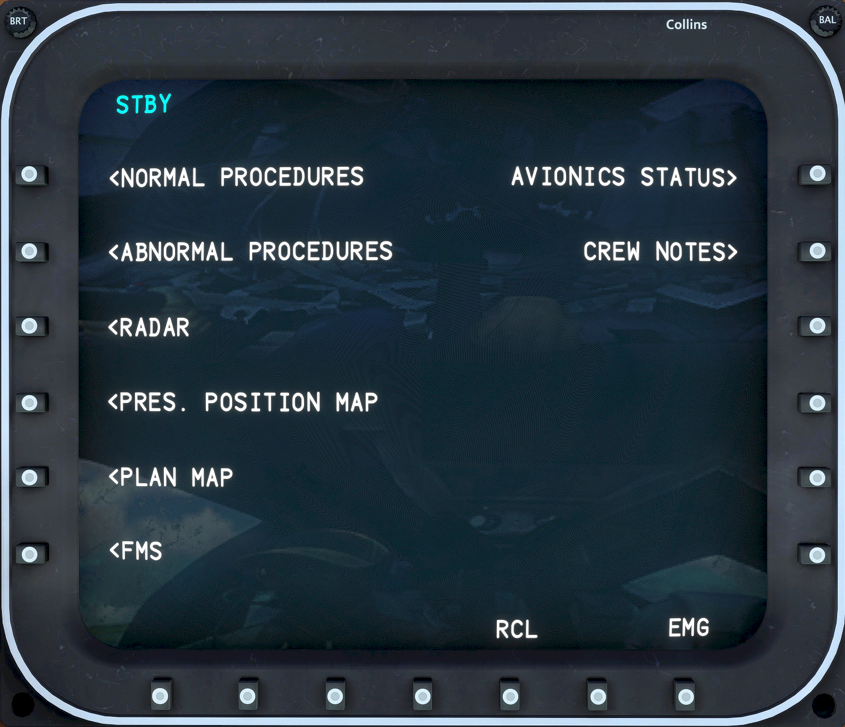 BRT
Collins
BAL
STBY
<NORMAL PROCEDURES
AVIONICS STATUS>
<ABNORMAL PROCEDURES
CREW NOTES>
<RADAR
<PRES. POSITION MAP
<PLAN MAP
<FMS
RCL
EMG